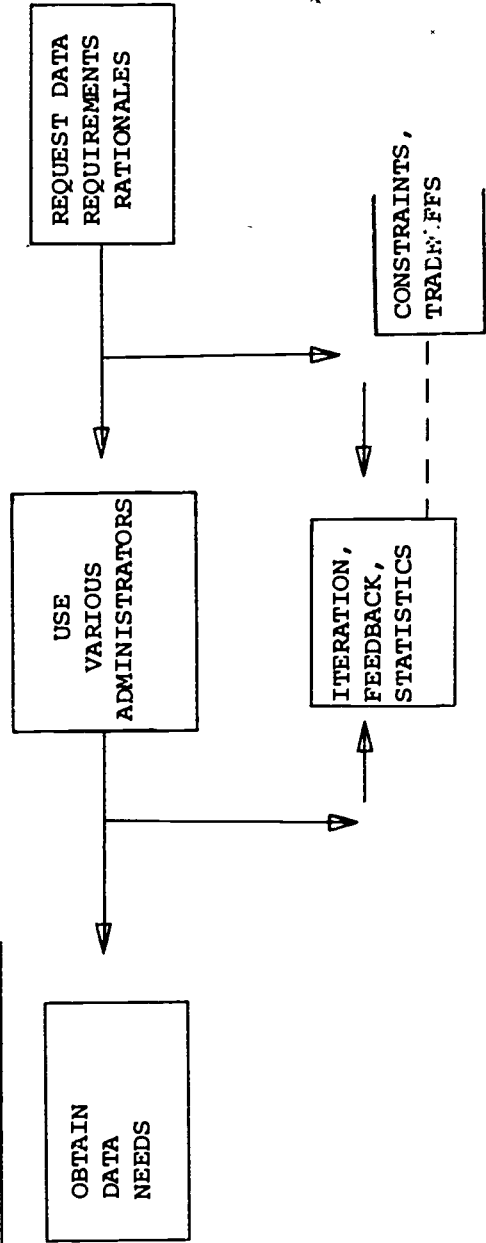 OBTAIN
DATA
NEEDS
USE
VARIOUS
ADMINISTRATORS
REQUEST DATA
REQUIREMENTS
RATIONALES
ITERATION,
FEEDBACK,
STATISTICS
CONSTRAINTS,